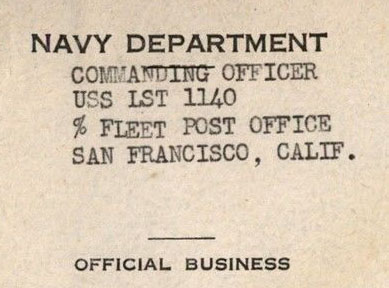 NAVY DEPARTMENT
COMMANDING OFFICER
USS LST 1140
% FLEET POST OFFICE
SAN FRANCISCO, CALIF.
OFFICIAL BUSINESS